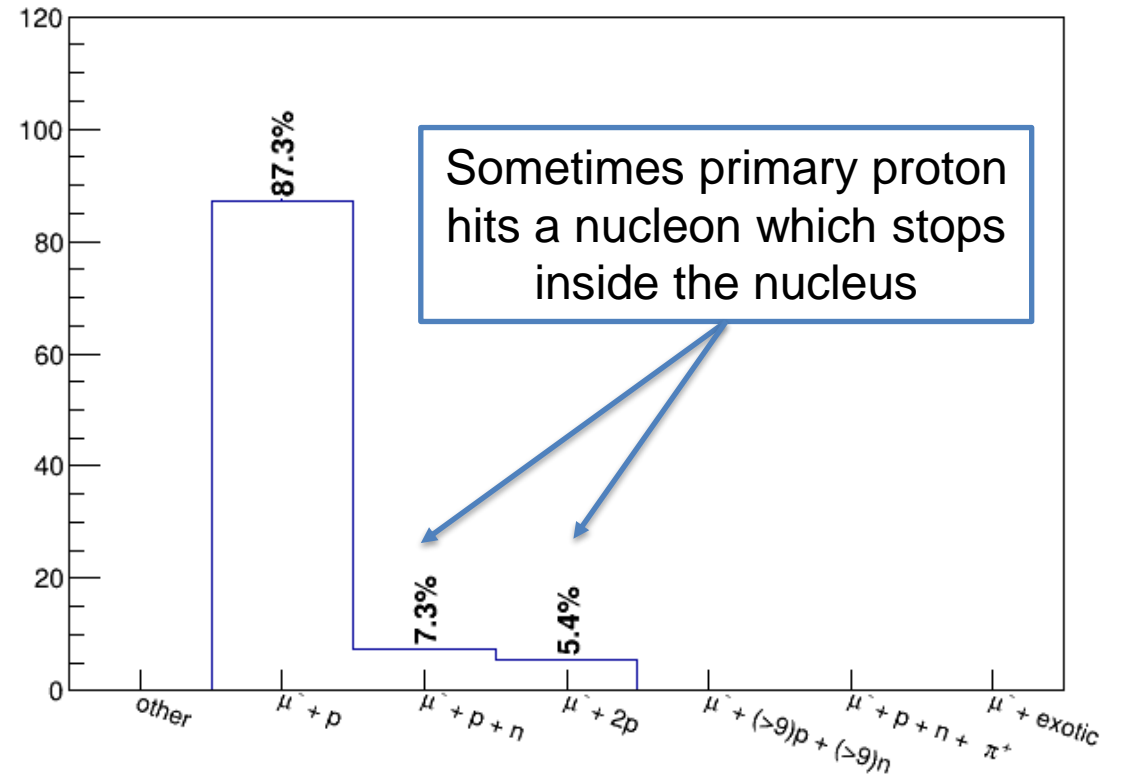 120
100
80
60
40
20
0
87.3%
7.3%
5.4%
Sometimes primary proton
hits a nucleon which stops
inside the nucleus
other
μ⁻ + p
μ⁻ + p + n
μ⁻ + 2p
μ⁻ + (>9)p + (>9)n
μ⁻ + p + n + π⁺
μ⁻ + exotic